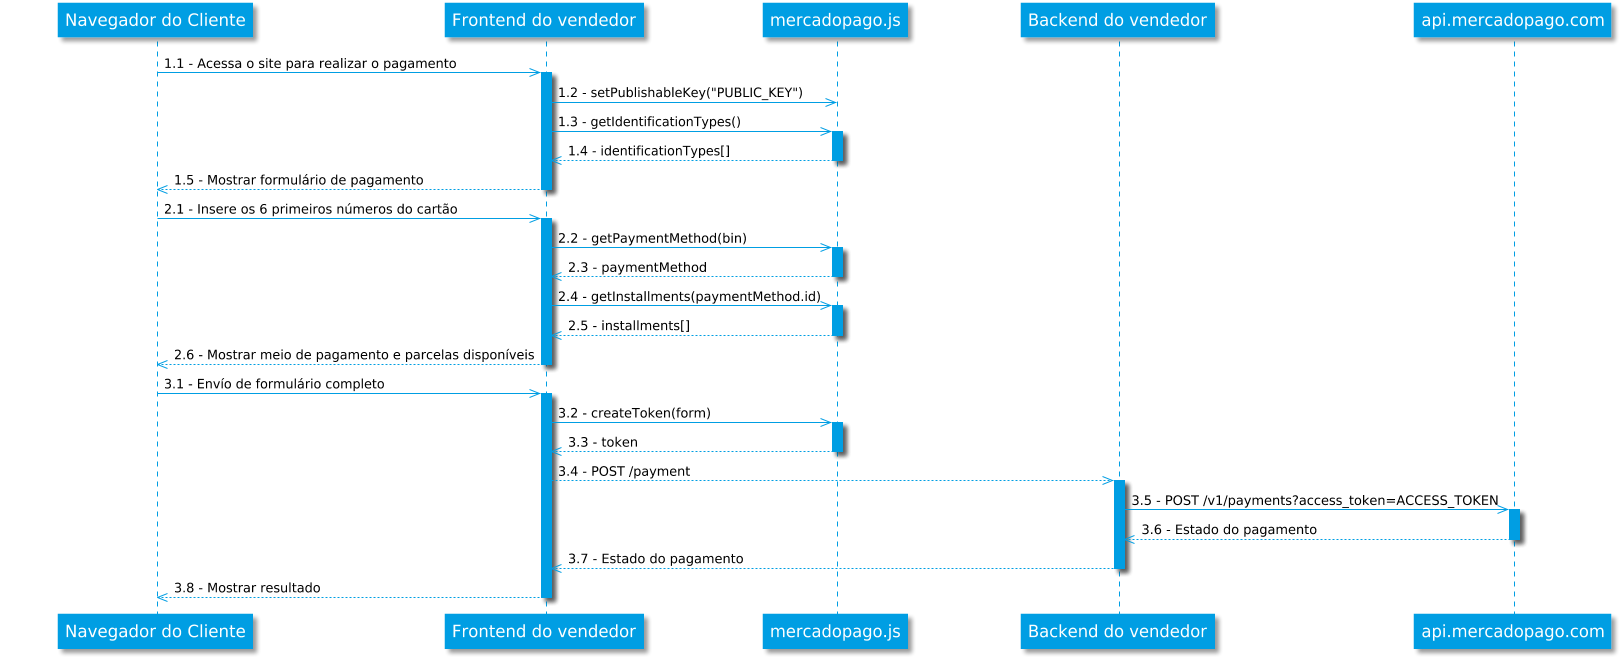 Navegador do Cliente
Frontend do vendedor
mercadopago.js
Backend do vendedor
api.mercadopago.com
1.1 - Acessa o site para realizar o pagamento
1.2 - setPublishableKey("PUBLIC_KEY")
1.3 - getIdentificationTypes()
1.4 - identificationTypes[]
1.5 - Mostrar formulário de pagamento
2.1 - Insere os 6 primeiros números do cartão
2.2 - getPaymentMethod(bin)
2.3 - paymentMethod
2.4 - getInstallments(paymentMethod.id)
2.5 - installments[]
2.6 - Mostrar meio de pagamento e parcelas disponíveis
3.1 - Envío de formulário completo
3.2 - createToken(form)
3.3 - token
3.4 - POST /payment
3.5 - POST /v1/payments?access_token=ACCESS_TOKEN
3.6 - Estado do pagamento
3.7 - Estado do pagamento
3.8 - Mostrar resultado
Navegador do Cliente
Frontend do vendedor
mercadopago.js
Backend do vendedor
api.mercadopago.com